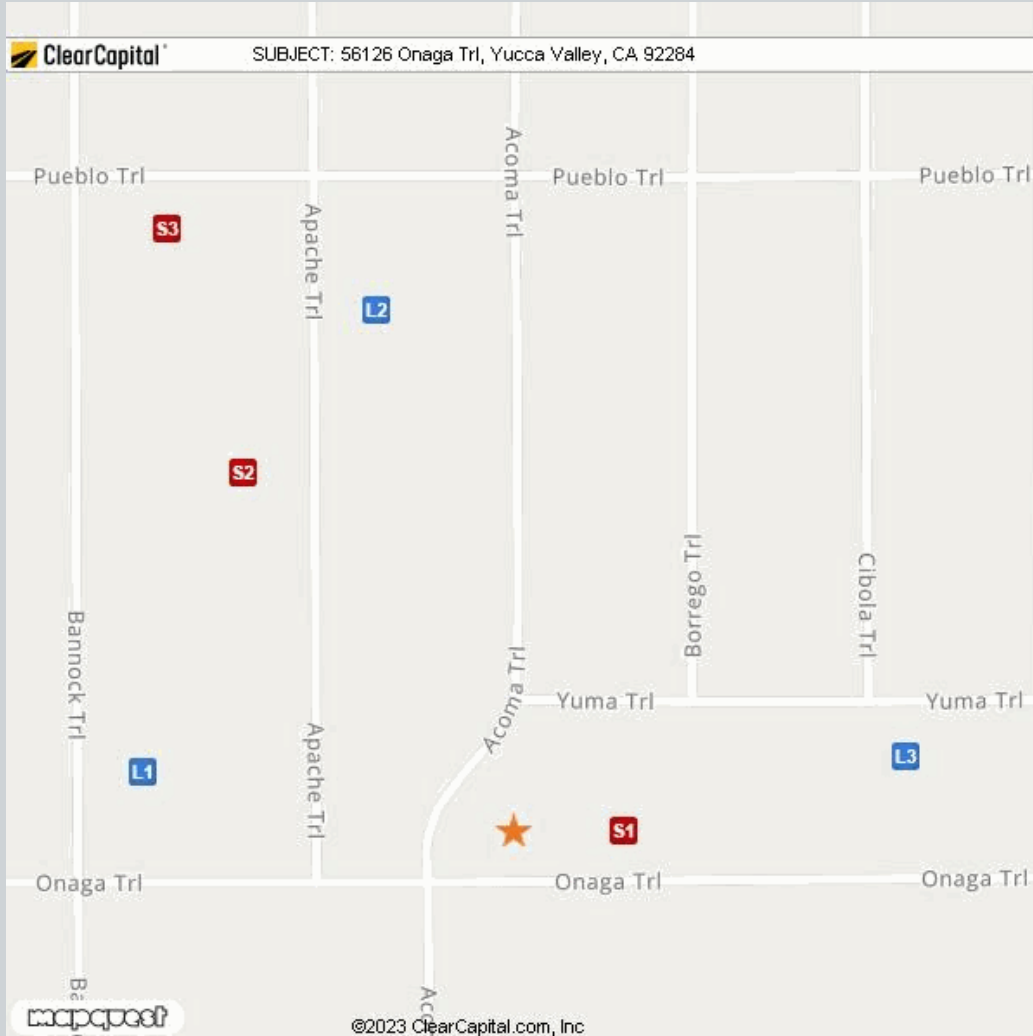 ClearCapital SUBJECT: 56126 Onaga Trl, Yucca Valley, CA 92284
Acoma Trl
Pueblo Trl Pueblo Trl Pueblo Trl
S3
Apache Trl
L2
S2
Borrego Trl
Cibola Trl
Bannock Trl
Acoma Trl
Yuma Trl Yuma Trl
Apache Trl
L1
L3
S1
Onaga Trl Onaga Trl Onaga Trl
Ba
Aco
mapquest
©2023 ClearCapital.com, Inc